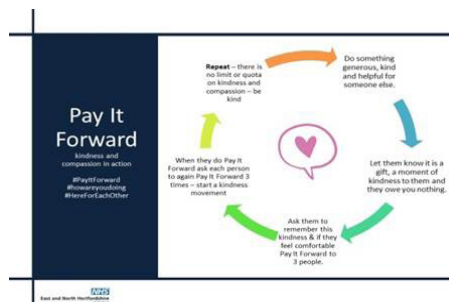 Pay It
Forward
kindness and
compassion in action
#PayItForward
#howareyoudoing
#HereForEachOther
Repeat – there is
no limit or quota
on kindness and
compassion – be
kind
Do something
generous, kind
and helpful for
someone else.
Let them know it is a
gift, a moment of
kindness to them and
they owe you nothing.
Ask them to
remember this
kindness & if they
feel comfortable
Pay It Forward to
3 people.
When they do Pay It
Forward ask each person
to again Pay It Forward 3
times – start a kindness
movement
NHS
East and North Hertfordshire